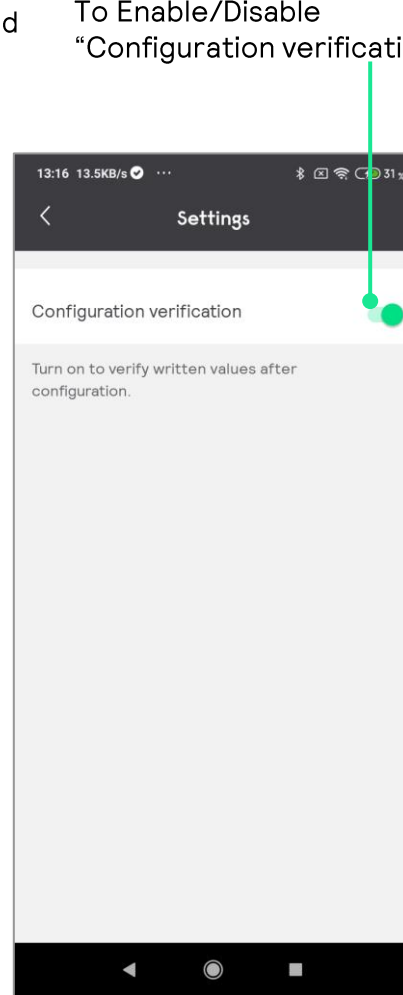 d
To Enable/Disable
“Configuration verificati
13:16 13.5KB/s ... 31
Settings
Configuration verification
Turn on to verify written values after
configuration.